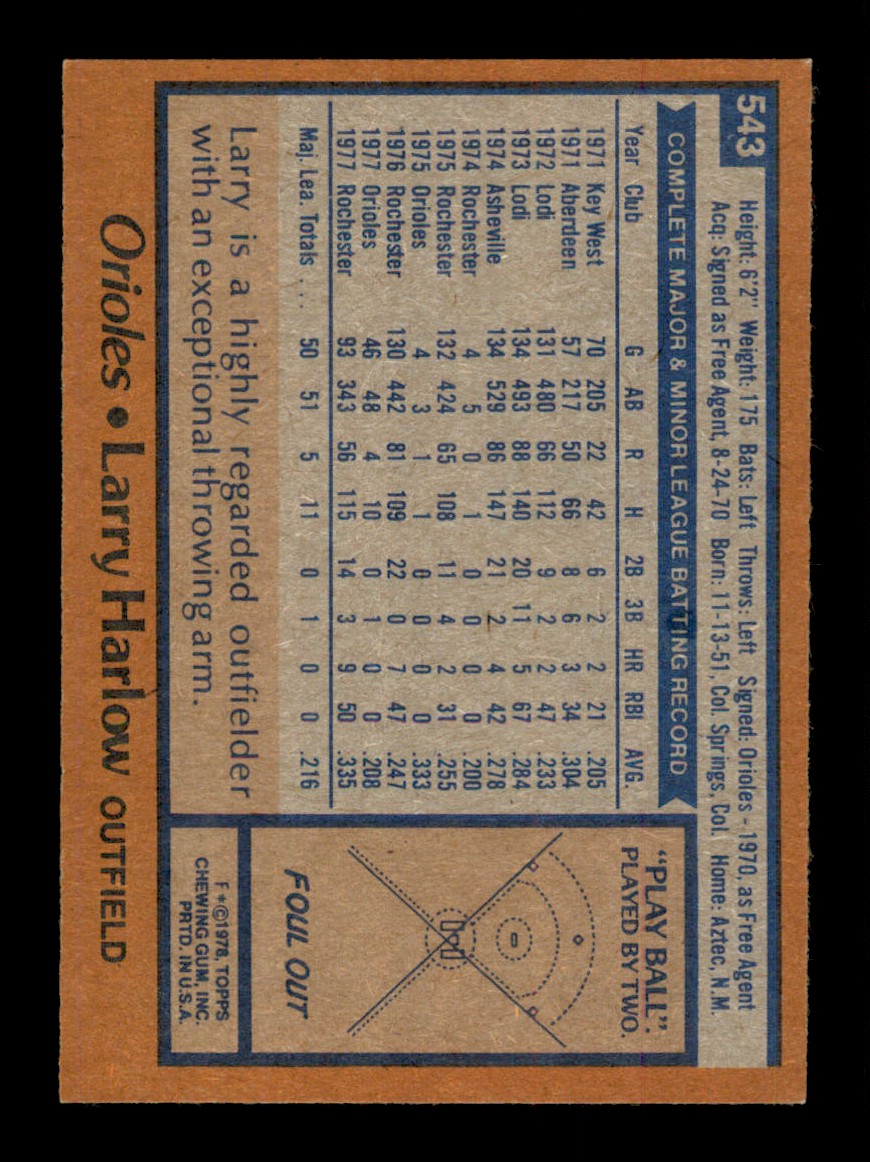 543
Height: 6'2" Weight: 175 Bats: Left Throws: Left Signed: Orioles - 1970, as Free Agent
Acq: Signed as Free Agent, 8-24-70 Born: 11-13-51, Col. Springs, Col. Home: Aztec, N.M.
COMPLETE MAJOR & MINOR LEAGUE BATTING RECORD
Year Club G AB R H 2B 3B HR RBI AVG.
1971 Key West 70 205 22 42 6 2 2 21 .205
1971 Aberdeen 57 217 50 66 8 6 3 34 .304
1972 Lodi 131 480 66 112 9 2 2 47 .233
1973 Lodi 134 493 88 140 20 11 5 67 .284
1974 Asheville 134 529 86 147 21 2 4 42 .278
1974 Rochester 4 5 0 1 0 0 0 0 .200
1975 Rochester 132 424 65 108 11 4 2 31 .255
1975 Orioles 4 3 1 1 0 0 0 0 .333
1976 Rochester 130 442 81 109 22 0 7 47 .247
1977 Orioles 46 48 4 10 0 1 0 0 .208
1977 Rochester 93 343 56 115 14 3 9 50 .335
Maj. Lea. Totals ... 50 51 5 11 0 1 0 0 .216
Larry is a highly regarded outfielder
with an exceptional throwing arm.
"PLAY BALL":
PLAYED BY TWO.
FOUL OUT
F*©1978, TOPPS
CHEWING GUM, INC.
PRTD. IN U.S.A.
Orioles • Larry Harlow OUTFIELD